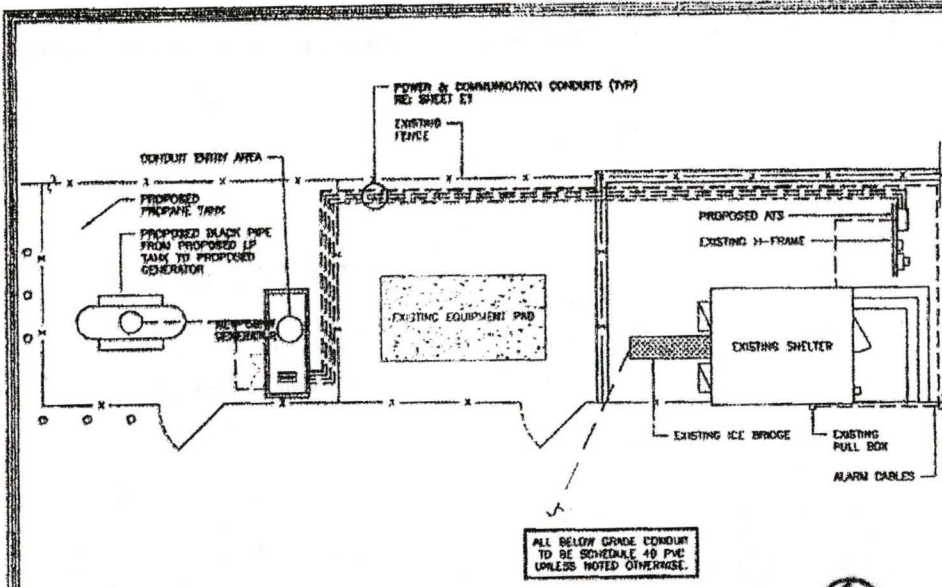 POWER & COMMUNICATION CONDUITS (TYP)
RE: SHEET E1
EXISTING
FENCE
CONDUIT ENTRY AREA
PROPOSED
PROPANE TANK
PROPOSED BLACK PIPE
FROM PROPOSED LP
TANK TO PROPOSED
GENERATOR
GENERATOR
EXISTING EQUIPMENT PAD
PROPOSED ATS
EXISTING H-FRAME
EXISTING SHELTER
EXISTING ICE BRIDGE
EXISTING
PULL BOX
ALARM CABLES
ALL BELOW GRADE CONDUIT
TO BE SCHEDULE 40 PVC
UNLESS NOTED OTHERWISE.